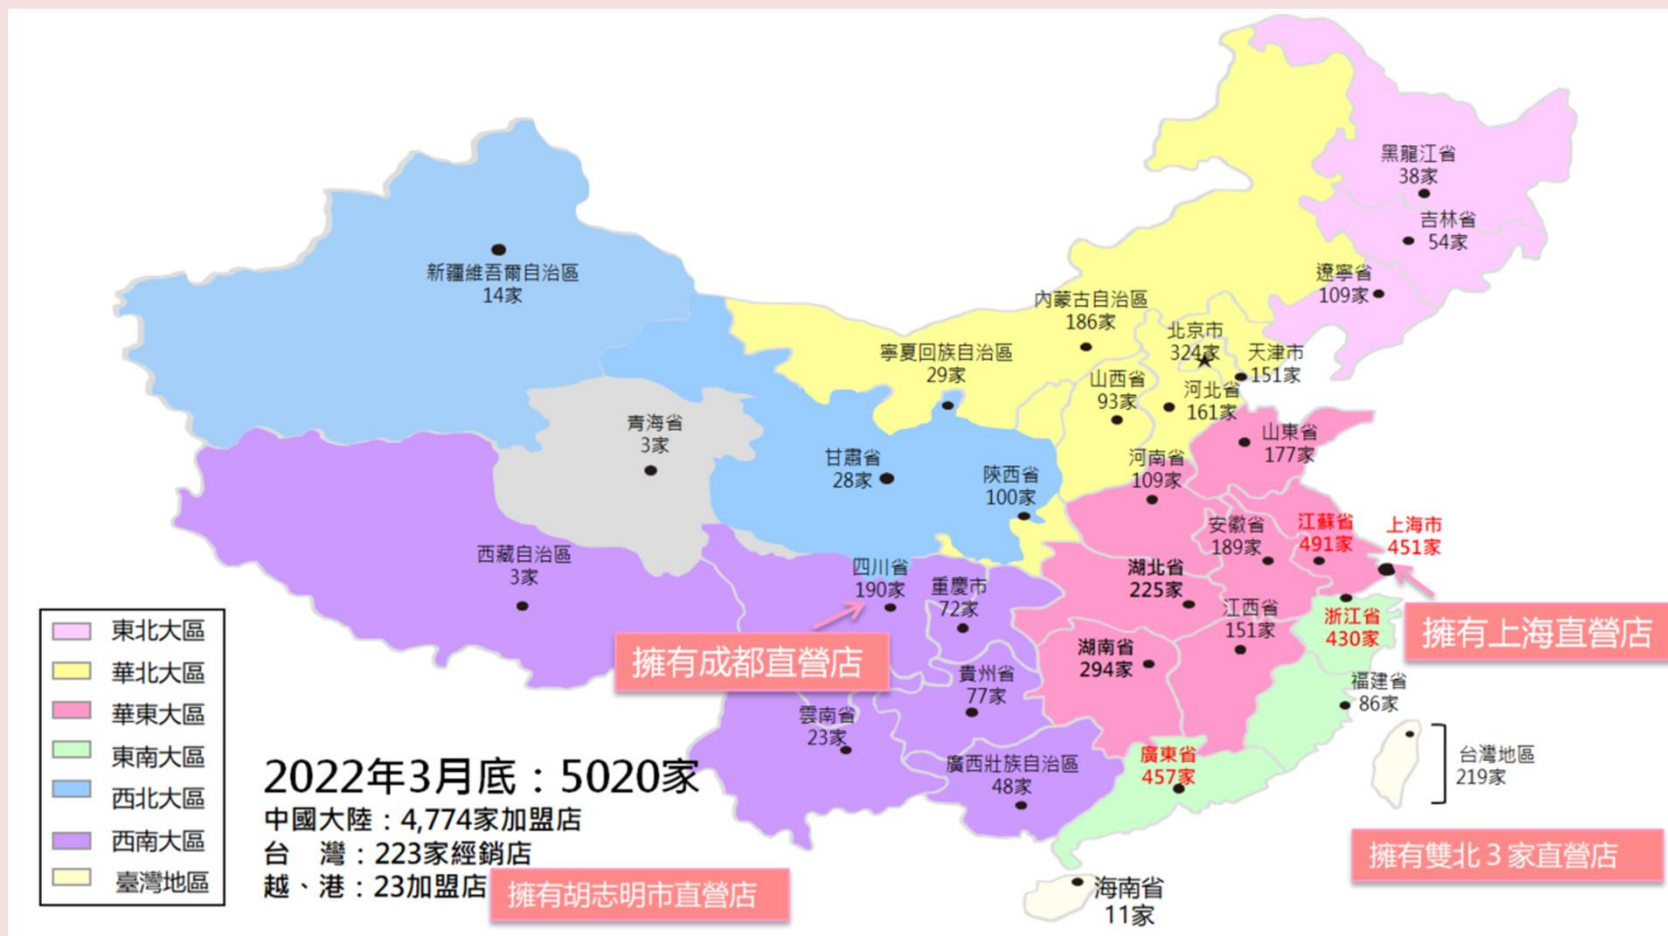 黑龍江省
38家
吉林省
54家
遼寧省
109家
新疆維吾爾自治區
14家
內蒙古自治區
186家
北京市
324家
天津市
151家
寧夏回族自治區
29家
山西省
93家
河北省
161家
青海省
3家
山東省
177家
甘肅省
28家
陝西省
100家
河南省
109家
安徽省
189家
江蘇省
491家
上海市
451家
西藏自治區
3家
四川省
190家
重慶市
72家
湖北省
225家
江西省
151家
浙江省
430家
擁有上海直營店
擁有成都直營店
湖南省
294家
貴州省
77家
福建省
86家
雲南省
23家
廣西壯族自治區
48家
廣東省
457家
台灣地區
219家
東北大區
華北大區
華東大區
東南大區
西北大區
西南大區
臺灣地區
2022年3月底：5020家
中國大陸：4,774家加盟店
台　灣：223家經銷店
越、港：23加盟店
擁有胡志明市直營店
擁有雙北3家直營店
海南省
11家